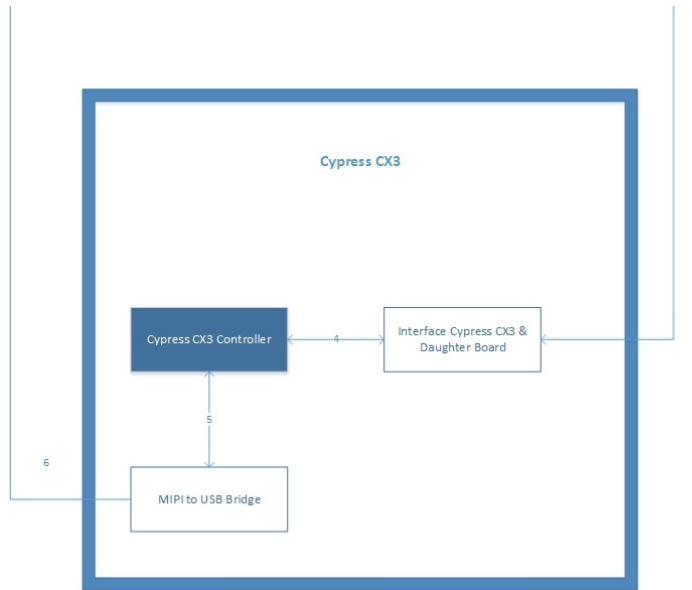 Cypress CX3
Cypress CX3 Controller
4
Interface Cypress CX3 &
Daughter Board
5
6
MIPI to USB Bridge